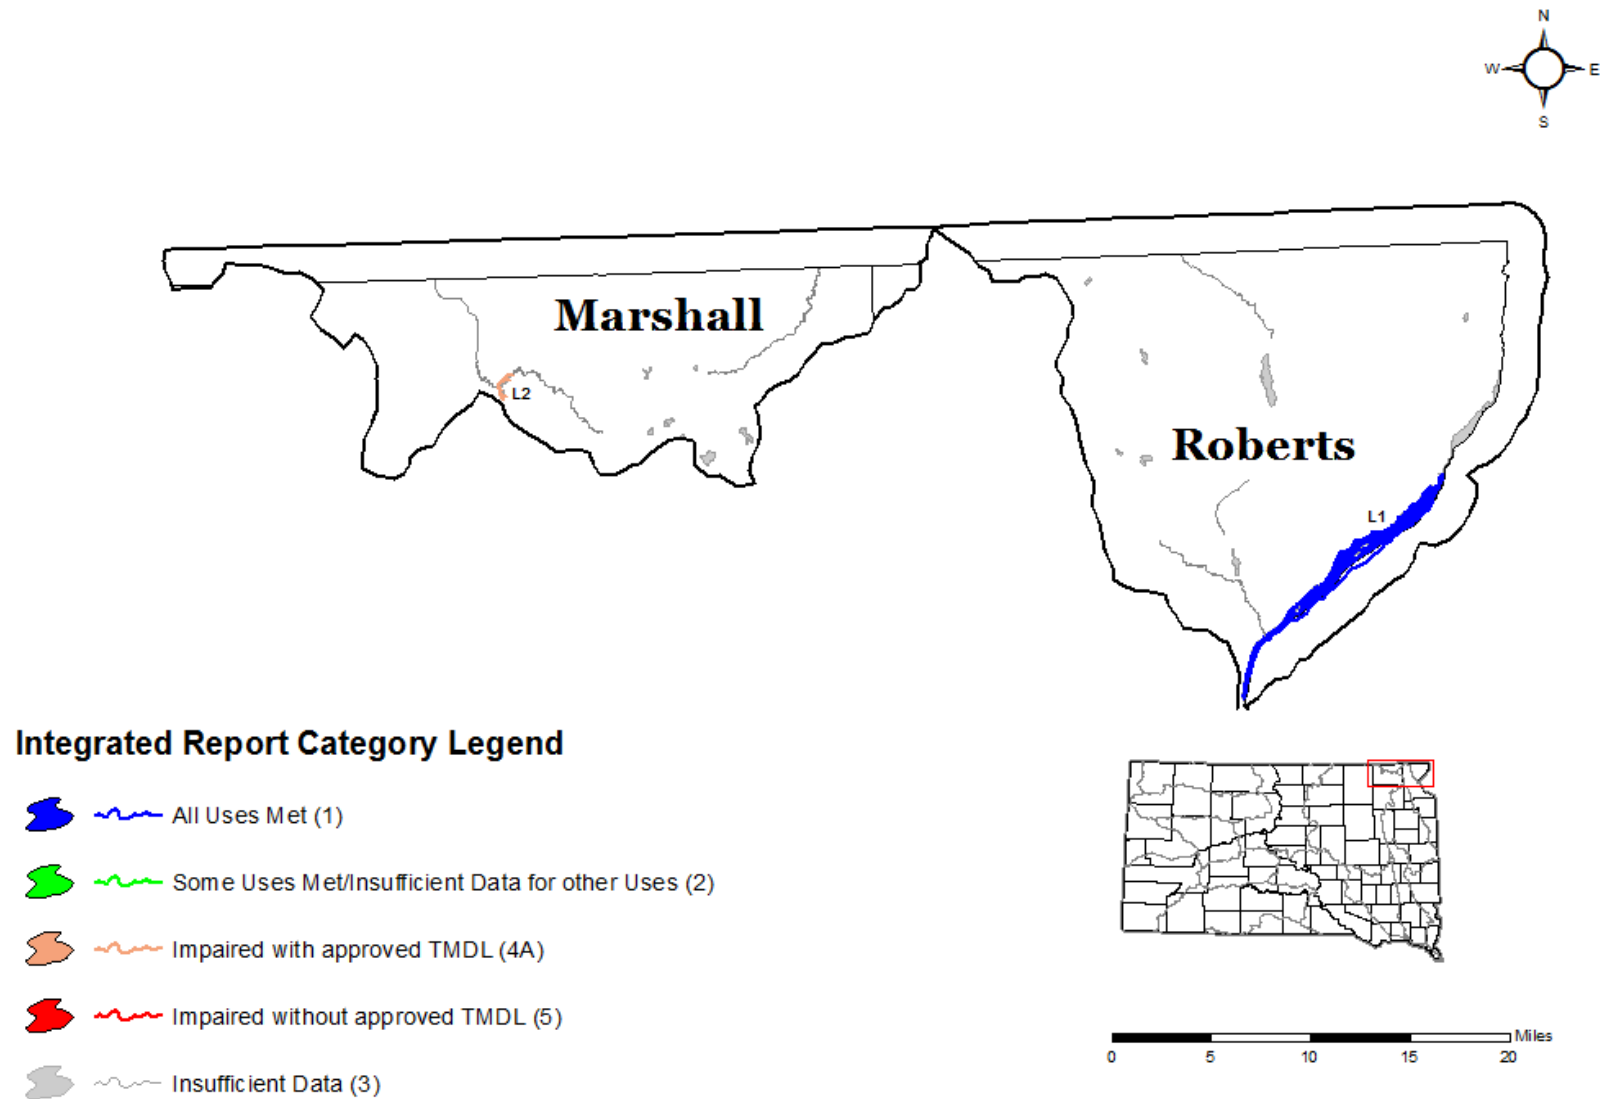 N
W E
S
Marshall
L2
Roberts
L1
Integrated Report Category Legend
All Uses Met (1)
Some Uses Met/Insufficient Data for other Uses (2)
Impaired with approved TMDL (4A)
Impaired without approved TMDL (5)
Insufficient Data (3)
Miles
0 5 10 15 20